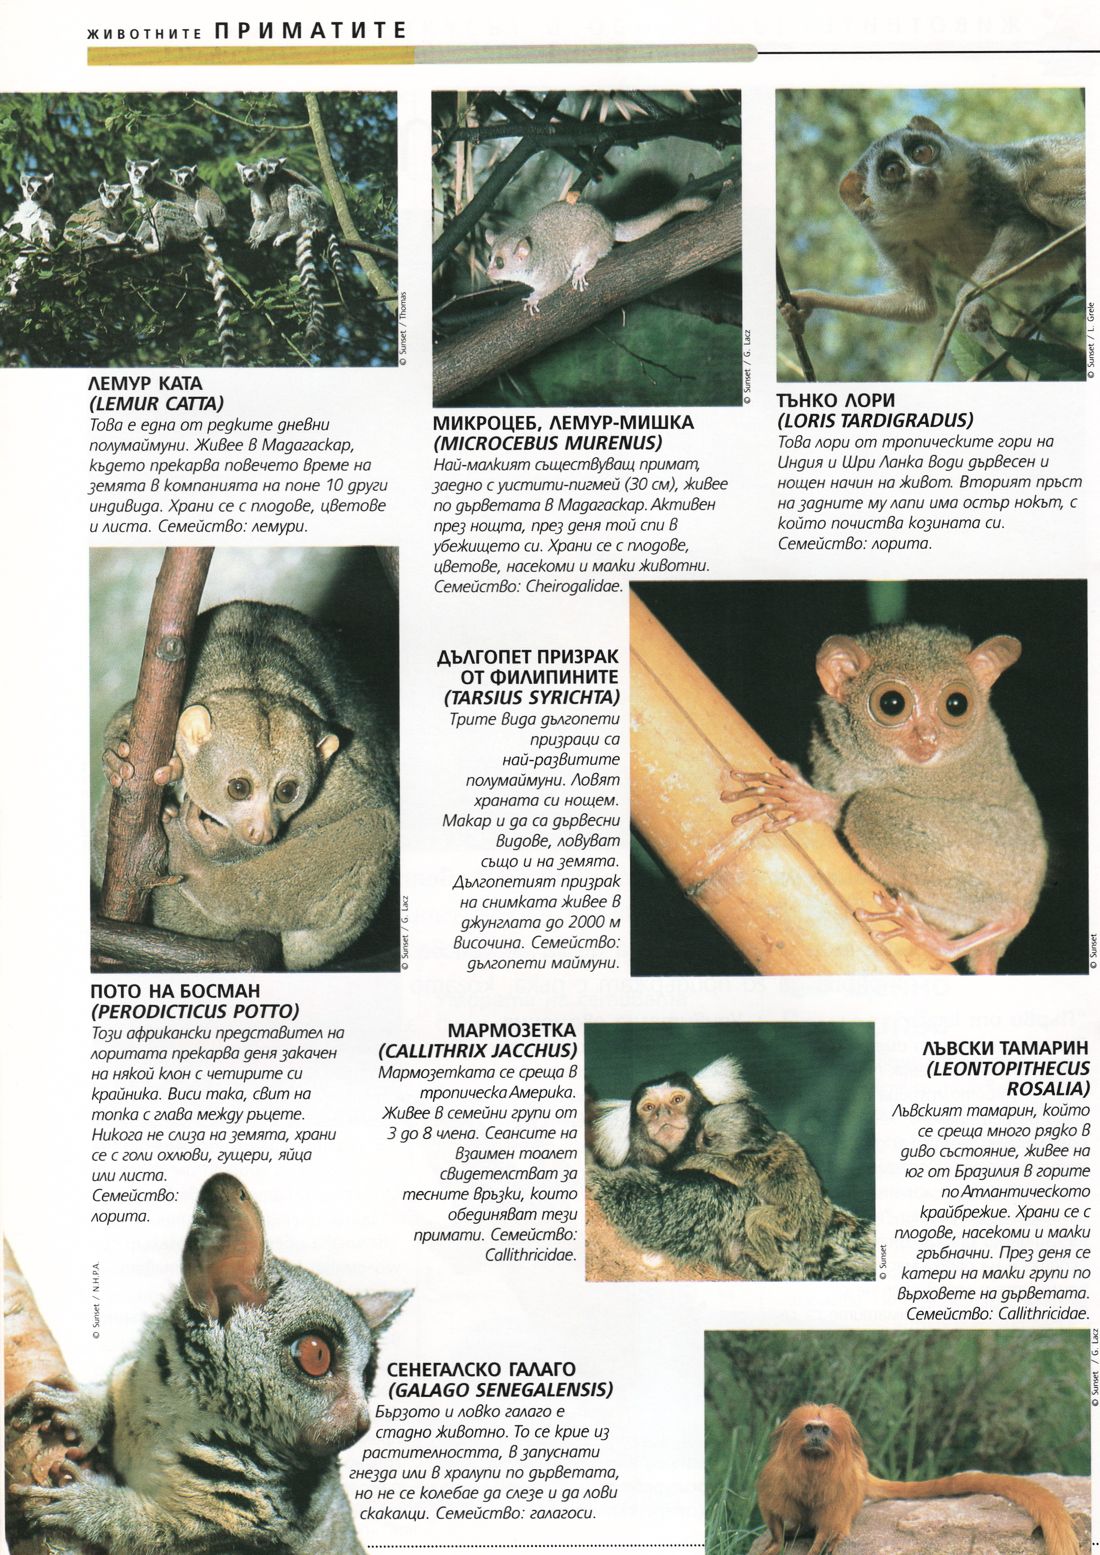 ЖИВОТНИТЕ ПРИМАТИТЕ
© Sunset / Thomas
ЛЕМУР КАТА
(LEMUR CATTA)
Това е една от редките дневни
полумаймуни. Живее в Мадагаскар,
където прекарва повечето време на
земята в компанията на поне 10 други
индивида. Храни се с плодове, цветове
и листа. Семейство: лемури.
© Sunset / G. Lacz
МИКРОЦЕБ, ЛЕМУР-МИШКА
(MICROCEBUS MURENUS)
Най-малкият съществуващ примат,
заедно с уистити-пигмей (30 см), живее
по дърветата в Мадагаскар. Активен
през нощта, през деня той спи в
убежището си. Храни се с плодове,
цветове, насекоми и малки животни.
Семейство: Cheirogalidae.
© Sunset / L. Grele
ТЪНКО ЛОРИ
(LORIS TARDIGRADUS)
Това лори от тропическите гори на
Индия и Шри Ланка води дървесен и
нощен начин на живот. Вторият пръст
на задните му лапи има остър нокът, с
който почиства козината си.
Семейство: лорита.
© Sunset / G. Lacz
ПОТО НА БОСМАН
(PERODICTICUS POTTO)
Този африкански представител на
лоритата прекарва деня закачен
на някой клон с четирите си
крайника. Виси така, свит на
топка с глава между ръцете.
Никога не слиза на земята, храни
се с голи охлюви, гущери, яйца
или листа.
Семейство:
лорита.
ДЪЛГОПЕТ ПРИЗРАК
ОТ ФИЛИПИНИТЕ
(TARSIUS SYRICHTA)
Трите вида дългопети
призраци са
най-развитите
полумаймуни. Ловят
храната си нощем.
Макар и да са дървесни
видове, ловуват
също и на земята.
Дългопетият призрак
на снимката живее в
джунглата до 2000 м
височина. Семейство:
дългопети маймуни.
© Sunset
МАРМОЗЕТКА
(CALLITHRIX JACCHUS)
Мармозетката се среща в
тропическа Америка.
Живее в семейни групи от
3 до 8 члена. Сеансите на
взаимен тоалет
свидетелстват за
тесните връзки, които
обединяват тези
примати. Семейство:
Callithricidae.
© Sunset
ЛЪВСКИ ТАМАРИН
(LEONTOPITHECUS
ROSALIA)
Лъвският тамарин, който
се среща много рядко в
диво състояние, живее на
юг от Бразилия в горите
по Атлантическото
крайбрежие. Храни се с
плодове, насекоми и малки
гръбначни. През деня се
катери на малки групи по
върховете на дърветата.
Семейство: Callithricidae.
© Sunset / G. Lacz
© Sunset / N.H.P.A.
СЕНЕГАЛСКО ГАЛАГО
(GALAGO SENEGALENSIS)
Бързото и ловко галаго е
стадно животно. То се крие из
растителността, в запуснати
гнезда или в хралупи по дърветата,
но не се колебае да слезе и да лови
скакалци. Семейство: галагоси.